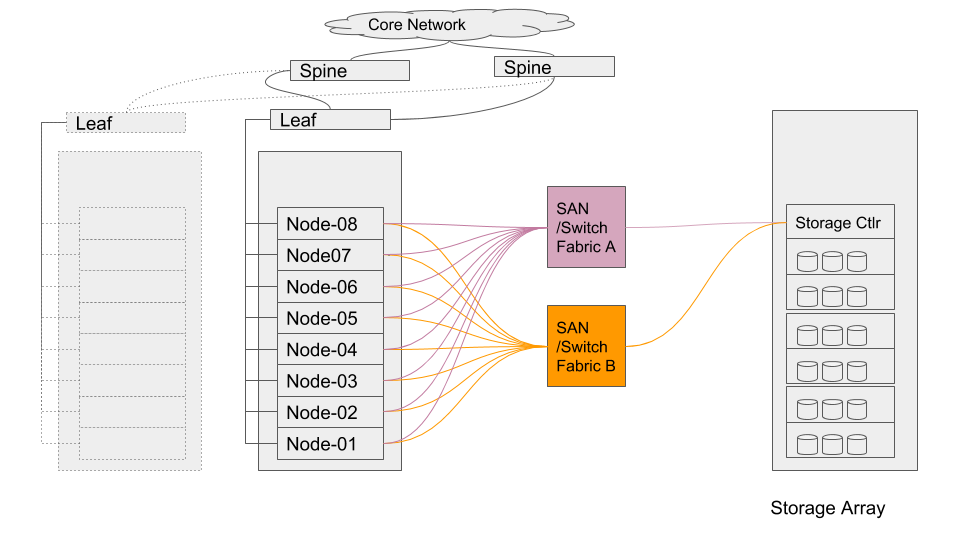 Core Network
Spine
Spine
Leaf
Leaf
Node-08
Node07
Node-06
Node-05
Node-04
Node-03
Node-02
Node-01
SAN
/Switch
Fabric A
SAN
/Switch
Fabric B
Storage Ctlr
Storage Array